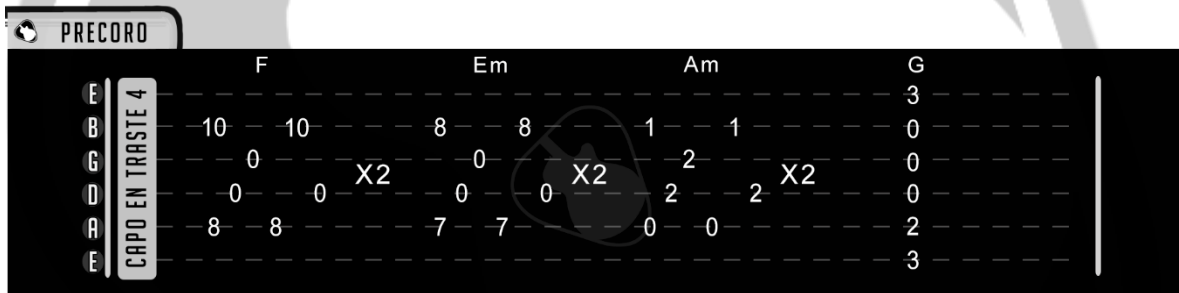 PRECORO
F Em Am G
E 3
B 10 10 8 8 1 1 0
G 0 0 2 0
X2 X2 X2
D 0 0 0 0 2 2 0
A 8 8 7 7 0 0 2
E 3
CAPO EN TRASTE 4